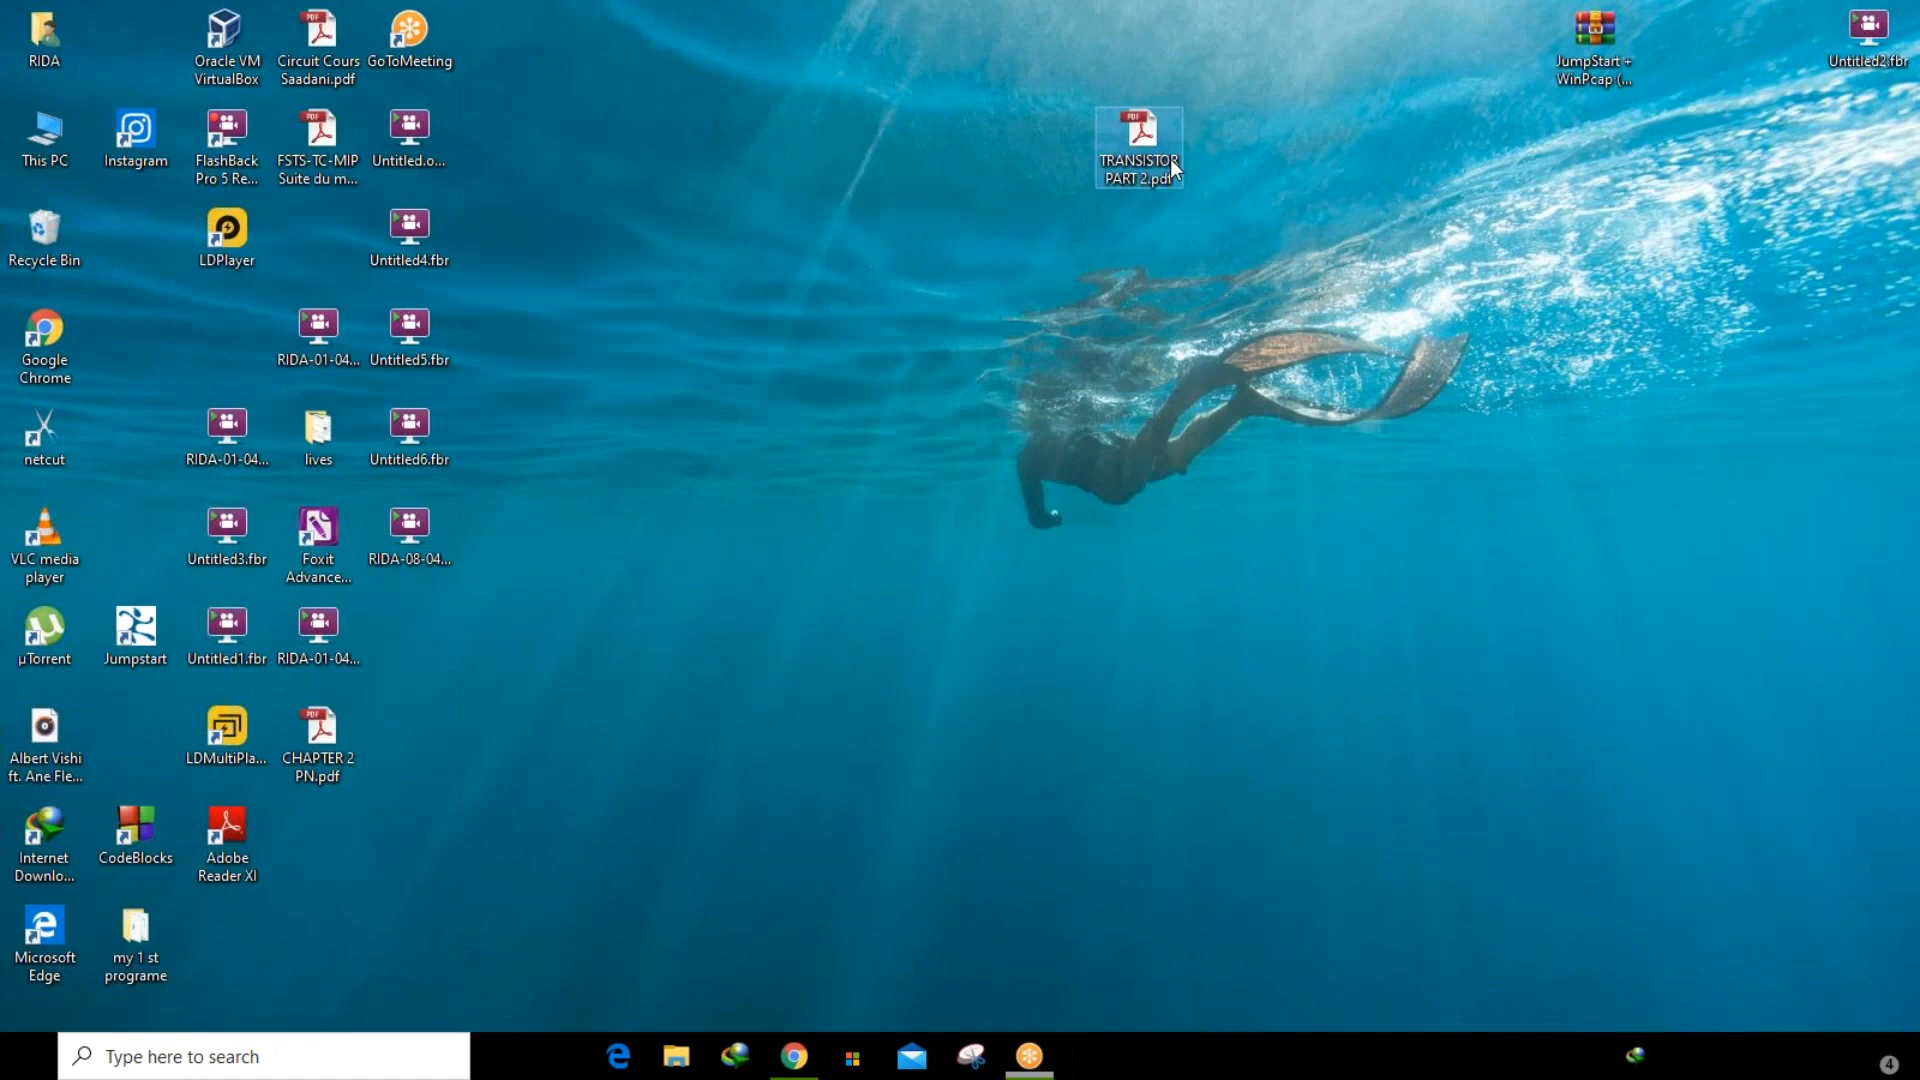 RIDA
Oracle VM
VirtualBox
Circuit Cours
Saadani.pdf
GoToMeeting
JumpStart +
WinPcap (...
Untitled2.fbr
This PC
Instagram
FlashBack
Pro 5 Re...
FSTS-TC-MIP
Suite du m...
Untitled.o...
TRANSISTOR
PART 2.pdf
Recycle Bin
LDPlayer
Untitled4.fbr
Google
Chrome
RIDA-01-04...
Untitled5.fbr
netcut
RIDA-01-04...
lives
Untitled6.fbr
VLC media
player
Untitled3.fbr
Foxit
Advance...
RIDA-08-04...
µTorrent
Jumpstart
Untitled1.fbr
RIDA-01-04...
Albert Vishi
ft. Ane Fle...
LDMultiPla...
CHAPTER 2
PN.pdf
Internet
Downlo...
CodeBlocks
Adobe
Reader XI
Microsoft
Edge
my 1 st
programe
Type here to search
4